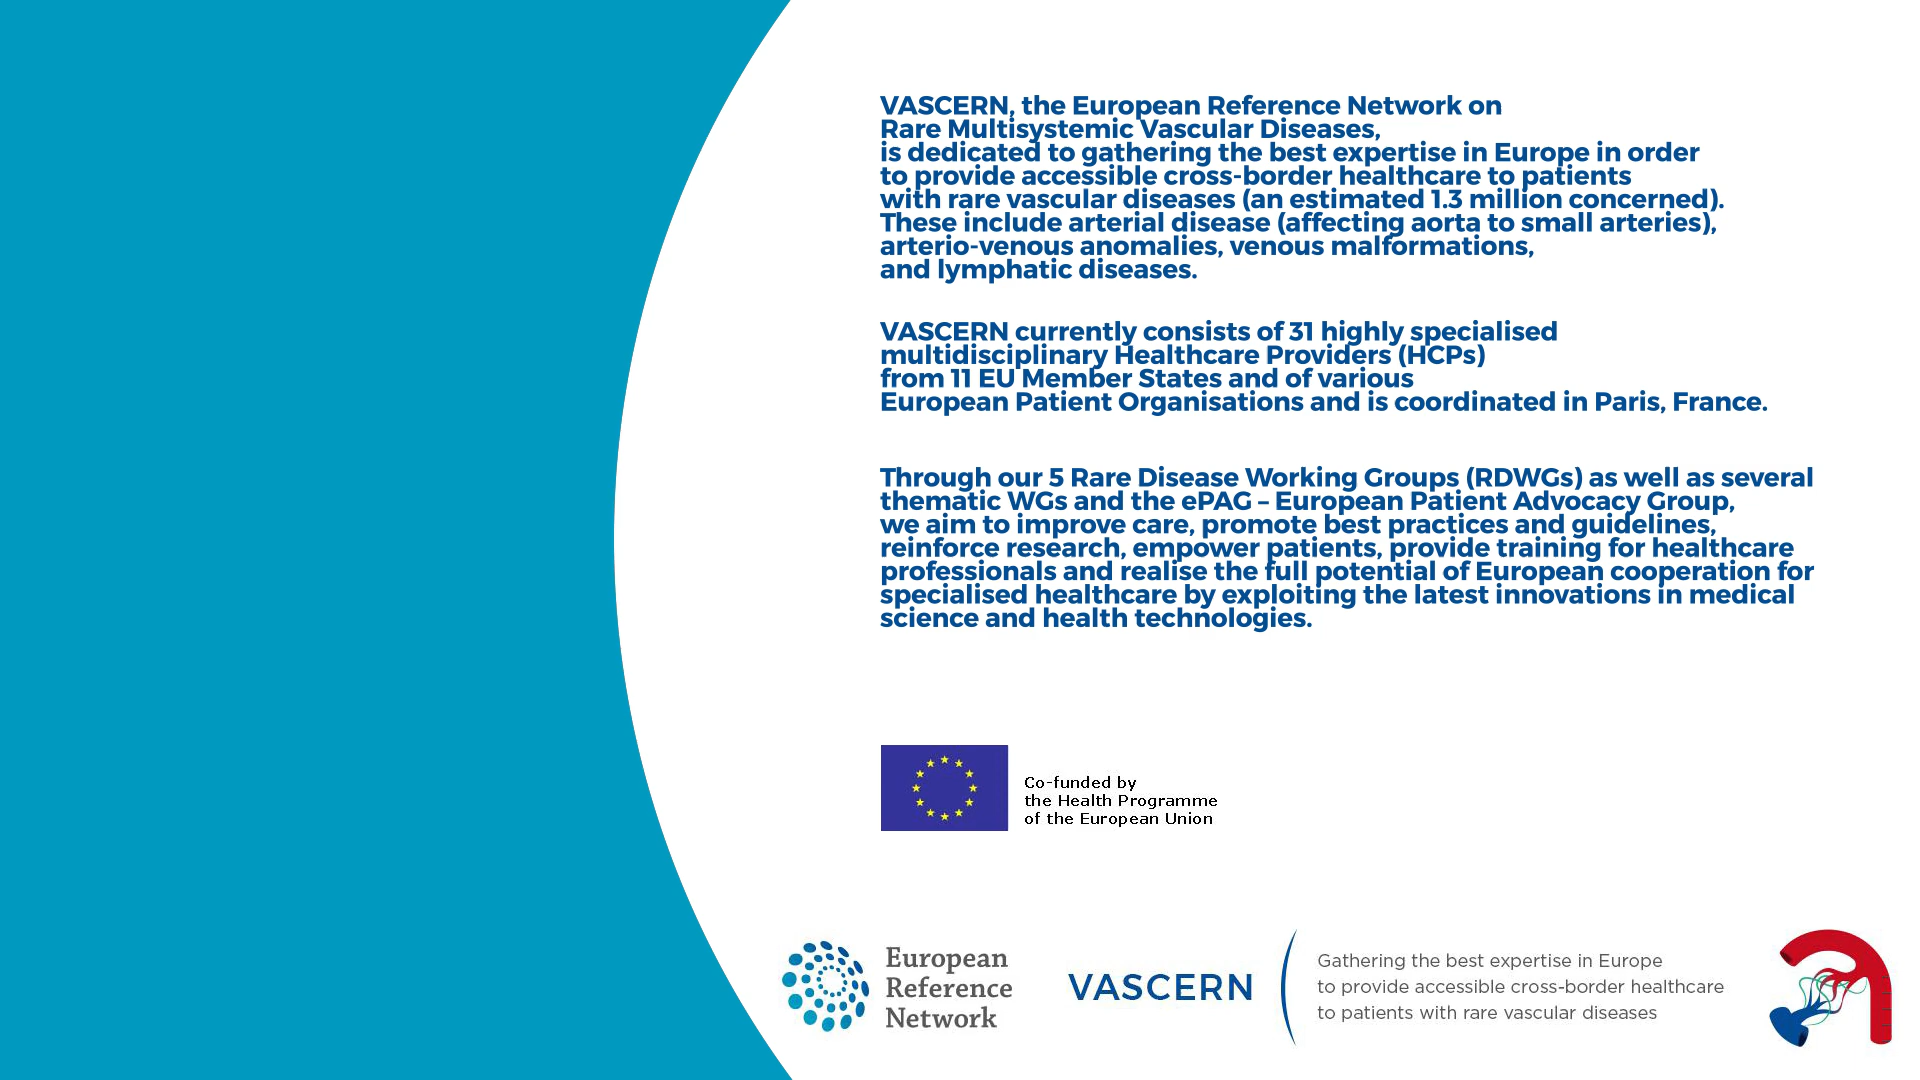 VASCERN, the European Reference Network on
Rare Multisystemic Vascular Diseases,
is dedicated to gathering the best expertise in Europe in order
to provide accessible cross-border healthcare to patients
with rare vascular diseases (an estimated 1.3 million concerned).
These include arterial disease (affecting aorta to small arteries),
arterio-venous anomalies, venous malformations,
and lymphatic diseases.
VASCERN currently consists of 31 highly specialised
multidisciplinary Healthcare Providers (HCPs)
from 11 EU Member States and of various
European Patient Organisations and is coordinated in Paris, France.
Through our 5 Rare Disease Working Groups (RDWGs) as well as several
thematic WGs and the ePAG – European Patient Advocacy Group,
we aim to improve care, promote best practices and guidelines,
reinforce research, empower patients, provide training for healthcare
professionals and realise the full potential of European cooperation for
specialised healthcare by exploiting the latest innovations in medical
science and health technologies.
Co-funded by
the Health Programme
of the European Union
European
Reference
Network
VASCERN
Gathering the best expertise in Europe
to provide accessible cross-border healthcare
to patients with rare vascular diseases